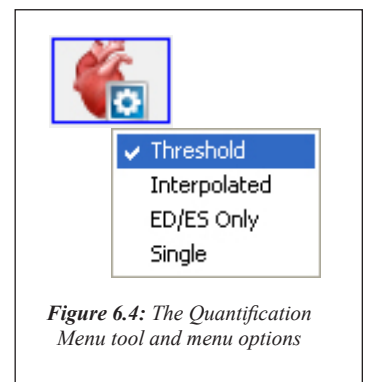 Threshold
Interpolated
ED/ES Only
Single
Figure 6.4: The Quantification
Menu tool and menu options